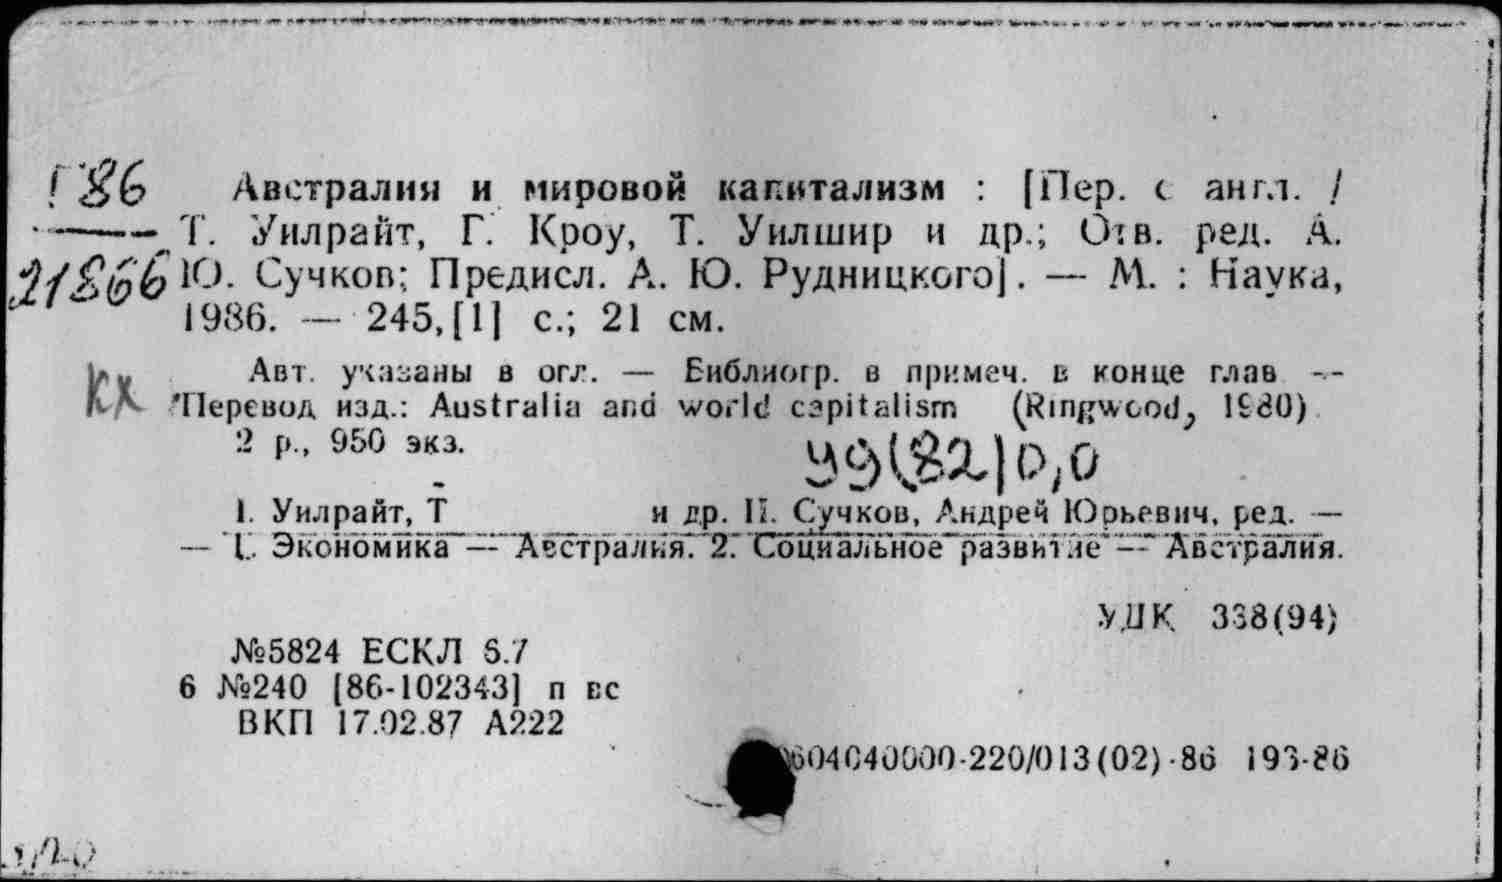 Г86
21866
кх
Австралия и мировой капитализм : [Пер. с англ. /
Т. Уилрайт, Г. Кроу, Т. Уилшир и др.; Отв. ред. А.
Ю. Сучков; Предисл. А. Ю. Рудницкого]. — М. : Наука,
1986. — 245,[1] с.; 21 см.
Авт. указаны в огл. — Библиогр. в примеч. в конце глав —
Перевод изд.: Australia and world capitalism (Ringwood, 1980)
2 р., 950 экз.
У9(82)0,0
I. Уилрайт, Т и др. II. Сучков, Андрей Юрьевич, ред. —
— 1. Экономика — Австралия. 2. Социальное развитие — Австралия.
УДК 338(94)
№5824 ЕСКЛ 6.7
6 №240 [86-102343] п вс
ВКП 17.02.87 А222
0604040000-220/013(02)-86 193-86